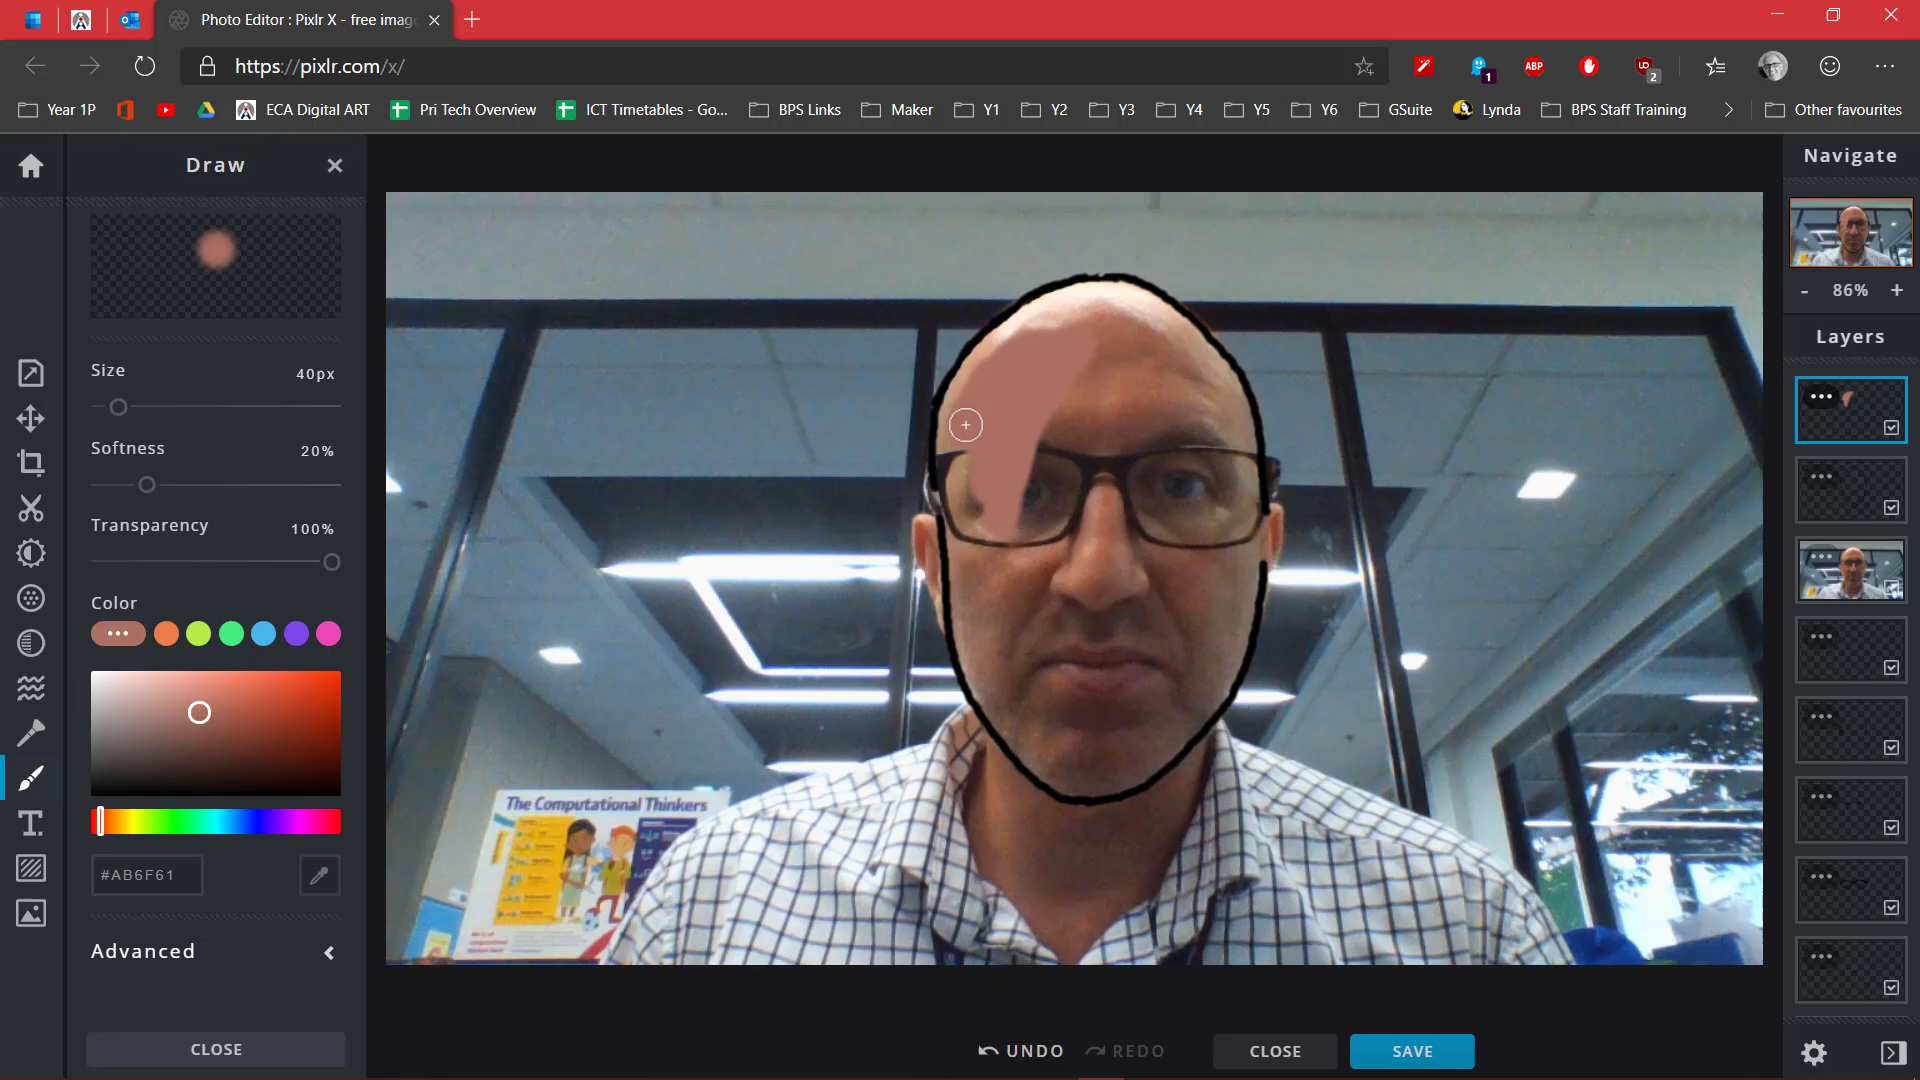 Photo Editor : Pixlr X - free imag
https://pixlr.com/x/
1
ABP
2
Year 1P
ECA Digital ART
Pri Tech Overview
ICT Timetables - Go...
BPS Links
Maker
Y1
Y2
Y3
Y4
Y5
Y6
GSuite
Lynda
BPS Staff Training
Other favourites
Draw
Navigate
- 86% +
Layers
Size
40px
Softness
20%
Transparency
100%
Color
#AB6F61
Advanced
CLOSE
The Computational Thinkers
UNDO
REDO
CLOSE
SAVE